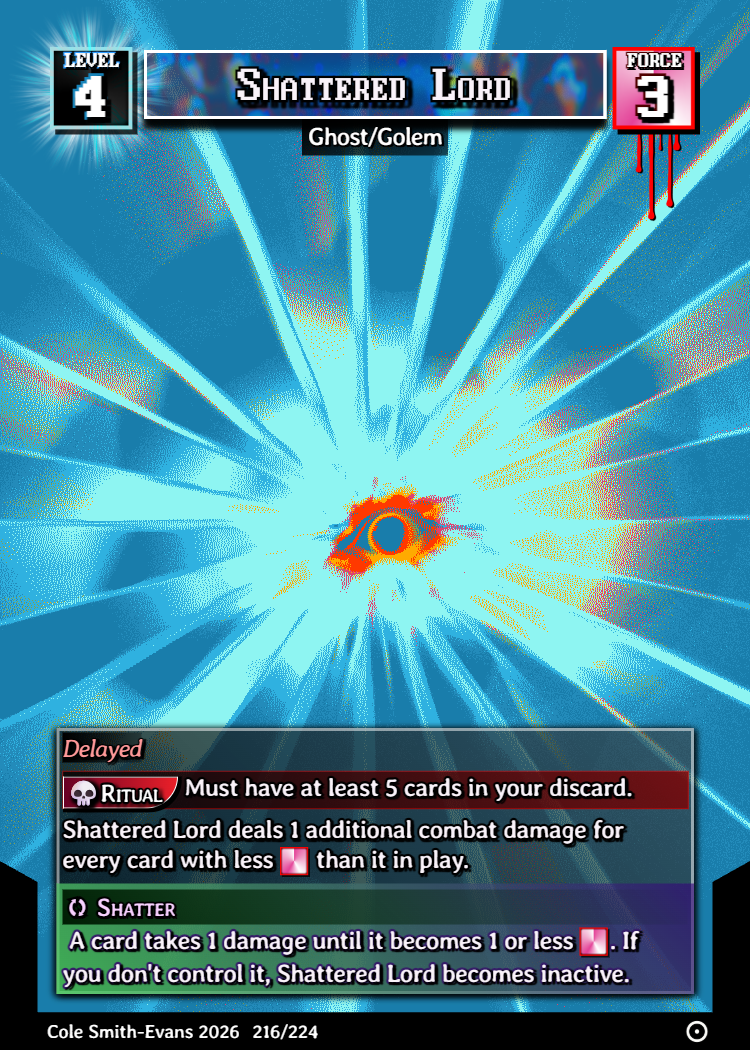 LEVEL
4
Shattered Lord
FORCE
3
Ghost/Golem
Delayed
Ritual Must have at least 5 cards in your discard.
Shattered Lord deals 1 additional combat damage for
every card with less than it in play.
Shatter
A card takes 1 damage until it becomes 1 or less . If
you don't control it, Shattered Lord becomes inactive.
Cole Smith-Evans 2026 216/224